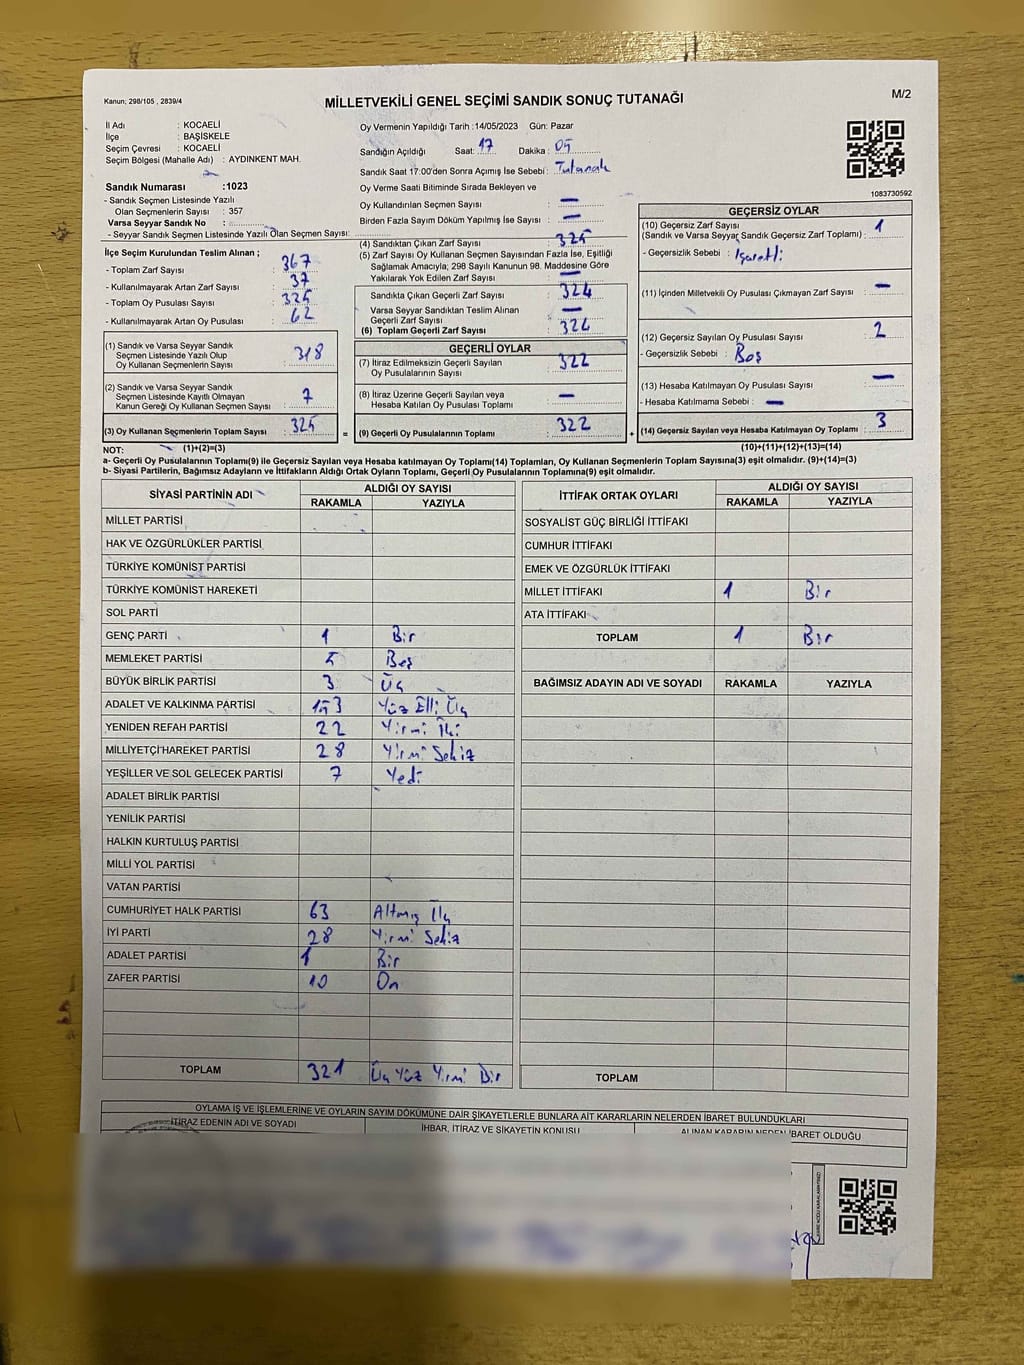 Kanun; 298/105 , 2839/4
MİLLETVEKİLİ GENEL SEÇİMİ SANDIK SONUÇ TUTANAĞI
M/2
İl Adı : KOCAELİ
İlçe : BAŞİSKELE
Seçim Çevresi : KOCAELİ
Seçim Bölgesi (Mahalle Adı) : AYDINKENT MAH.
Sandık Numarası :1023
- Sandık Seçmen Listesinde Yazılı
Olan Seçmenlerin Sayısı : 357
Varsa Seyyar Sandık No :
- Seyyar Sandık Seçmen Listesinde Yazılı Olan Seçmen Sayısı:
Oy Vermenin Yapıldığı Tarih :14/05/2023 Gün: Pazar
Sandığın Açıldığı Saat: 17 Dakika : 05
Sandık Saat 17:00'den Sonra Açımış İse Sebebi: Tutanak
Oy Verme Saati Bitiminde Sırada Bekleyen ve
Oy Kullandırılan Seçmen Sayısı : —
Birden Fazla Sayım Döküm Yapılmış İse Sayısı : —
1083730592
İlçe Seçim Kurulundan Teslim Alınan ;
- Toplam Zarf Sayısı : 367
- Kullanılmayarak Artan Zarf Sayısı : 37
- Toplam Oy Pusulası Sayısı : 325
- Kullanılmayarak Artan Oy Pusulası : 62
(1) Sandık ve Varsa Seyyar Sandık
Seçmen Listesinde Yazılı Olup
Oy Kullanan Seçmenlerin Sayısı : 318
(2) Sandık ve Varsa Seyyar Sandık
Seçmen Listesinde Kayıtlı Olmayan
Kanun Gereği Oy Kullanan Seçmen Sayısı : 7
(3) Oy Kullanan Seçmenlerin Toplam Sayısı : 325
(4) Sandıktan Çıkan Zarf Sayısı : 325
(5) Zarf Sayısı Oy Kullanan Seçmen Sayısından Fazla İse, Eşitliği
Sağlamak Amacıyla; 298 Sayılı Kanunun 98. Maddesine Göre
Yakılarak Yok Edilen Zarf Sayısı : —
Sandıkta Çıkan Geçerli Zarf Sayısı : 324
Varsa Seyyar Sandıktan Teslim Alınan
Geçerli Zarf Sayısı : —
(6) Toplam Geçerli Zarf Sayısı : 324
GEÇERLİ OYLAR
(7) İtiraz Edilmeksizin Geçerli Sayılan
Oy Pusulalarının Sayısı : 322
(8) İtiraz Üzerine Geçerli Sayılan veya
Hesaba Katılan Oy Pusulası Toplamı : —
= (9) Geçerli Oy Pusulalarının Toplamı : 322
GEÇERSİZ OYLAR
(10) Geçersiz Zarf Sayısı
(Sandık ve Varsa Seyyar Sandık Geçersiz Zarf Toplamı) : 1
- Geçersizlik Sebebi : İşaretli
(11) İçinden Milletvekili Oy Pusulası Çıkmayan Zarf Sayısı : —
(12) Geçersiz Sayılan Oy Pusulası Sayısı : 2
- Geçersizlik Sebebi : Boş
(13) Hesaba Katılmayan Oy Pusulası Sayısı : —
- Hesaba Katılmama Sebebi : —
+ (14) Geçersiz Sayılan veya Hesaba Katılmayan Oy Toplamı : 3
NOT: (1)+(2)=(3) (10)+(11)+(12)+(13)=(14)
a- Geçerli Oy Pusulalarının Toplamı(9) ile Geçersiz Sayılan veya Hesaba katılmayan Oy Toplamı(14) Toplamları, Oy Kullanan Seçmenlerin Toplam Sayısına(3) eşit olmalıdır. (9)+(14)=(3)
b- Siyasi Partilerin, Bağımsız Adayların ve İttifakların Aldığı Ortak Oyların Toplamı, Geçerli Oy Pusulalarının Toplamına(9) eşit olmalıdır.
SİYASİ PARTİNİN ADI ALDIĞI OY SAYISI
RAKAMLA YAZIYLA
MİLLET PARTİSİ
HAK VE ÖZGÜRLÜKLER PARTİSİ
TÜRKİYE KOMÜNİST PARTİSİ
TÜRKİYE KOMÜNİST HAREKETİ
SOL PARTİ
GENÇ PARTİ 1 Bir
MEMLEKET PARTİSİ 5 Beş
BÜYÜK BİRLİK PARTİSİ 3 Üç
ADALET VE KALKINMA PARTİSİ 153 Yüz Elli Üç
YENİDEN REFAH PARTİSİ 22 Yirmi İki
MİLLİYETÇİ HAREKET PARTİSİ 28 Yirmi Sekiz
YEŞİLLER VE SOL GELECEK PARTİSİ 7 Yedi
ADALET BİRLİK PARTİSİ
YENİLİK PARTİSİ
HALKIN KURTULUŞ PARTİSİ
MİLLİ YOL PARTİSİ
VATAN PARTİSİ
CUMHURİYET HALK PARTİSİ 63 Altmış Üç
İYİ PARTİ 28 Yirmi Sekiz
ADALET PARTİSİ 1 Bir
ZAFER PARTİSİ 10 On
TOPLAM 321 Üç Yüz Yirmi Bir
İTTİFAK ORTAK OYLARI ALDIĞI OY SAYISI
RAKAMLA YAZIYLA
SOSYALİST GÜÇ BİRLİĞİ İTTİFAKI
CUMHUR İTTİFAKI
EMEK VE ÖZGÜRLÜK İTTİFAKI
MİLLET İTTİFAKI 1 Bir
ATA İTTİFAKI
TOPLAM 1 Bir
BAĞIMSIZ ADAYIN ADI VE SOYADI RAKAMLA YAZIYLA
TOPLAM
OYLAMA İŞ VE İŞLEMLERİNE VE OYLARIN SAYIM DÖKÜMÜNE DAİR ŞİKAYETLERLE BUNLARA AİT KARARLARIN NELERDEN İBARET BULUNDUKLARI
İTİRAZ EDENİN ADI VE SOYADI İHBAR, İTİRAZ VE ŞİKAYETİN KONUSU ALINAN KARARIN NEDEN İBARET OLDUĞU